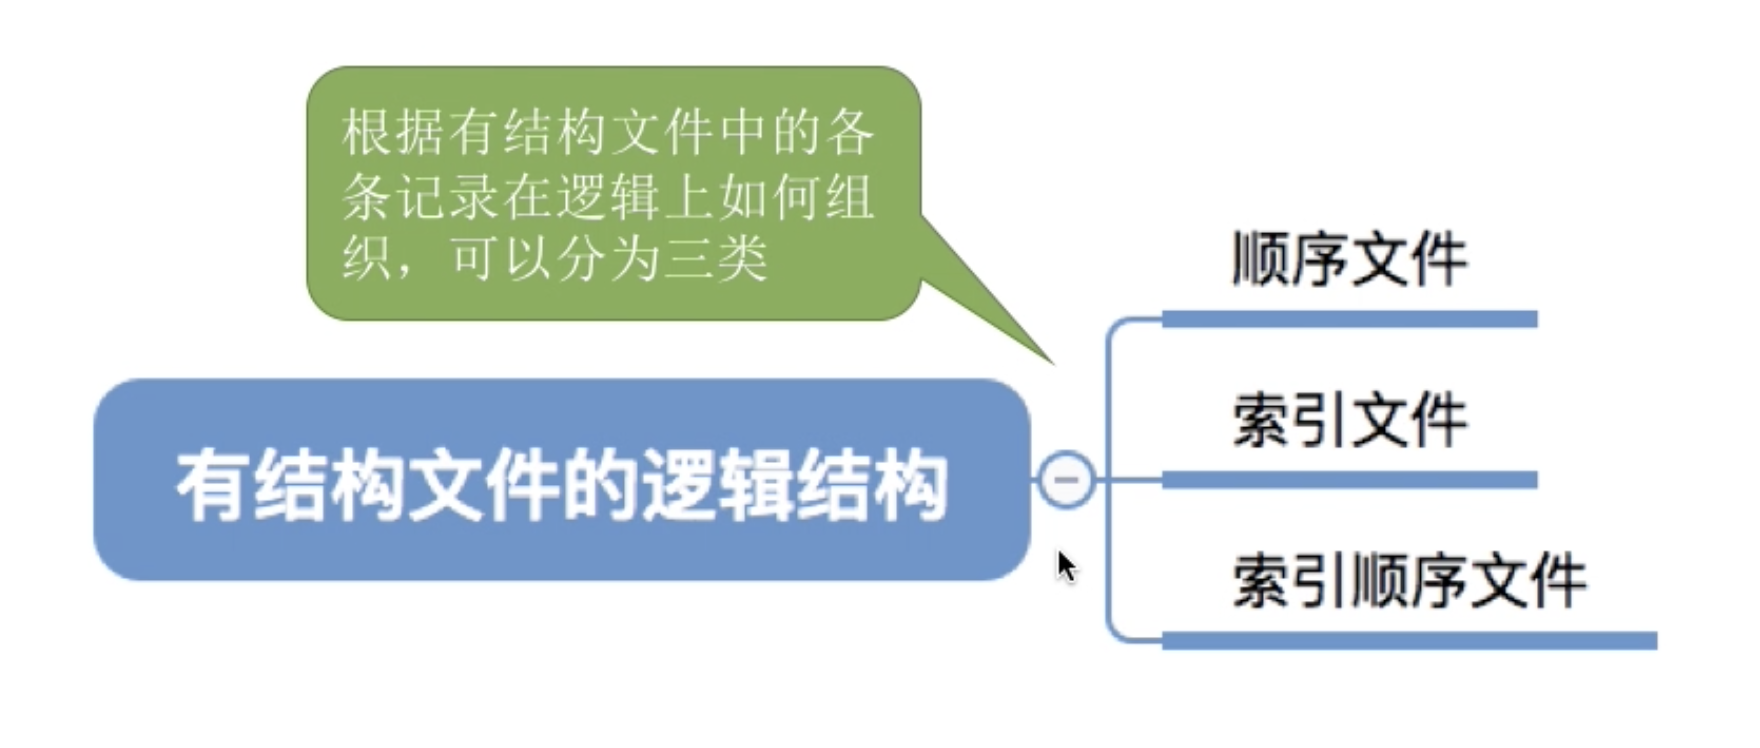 根据有结构文件中的各
条记录在逻辑上如何组
织，可以分为三类
有结构文件的逻辑结构
顺序文件
索引文件
索引顺序文件